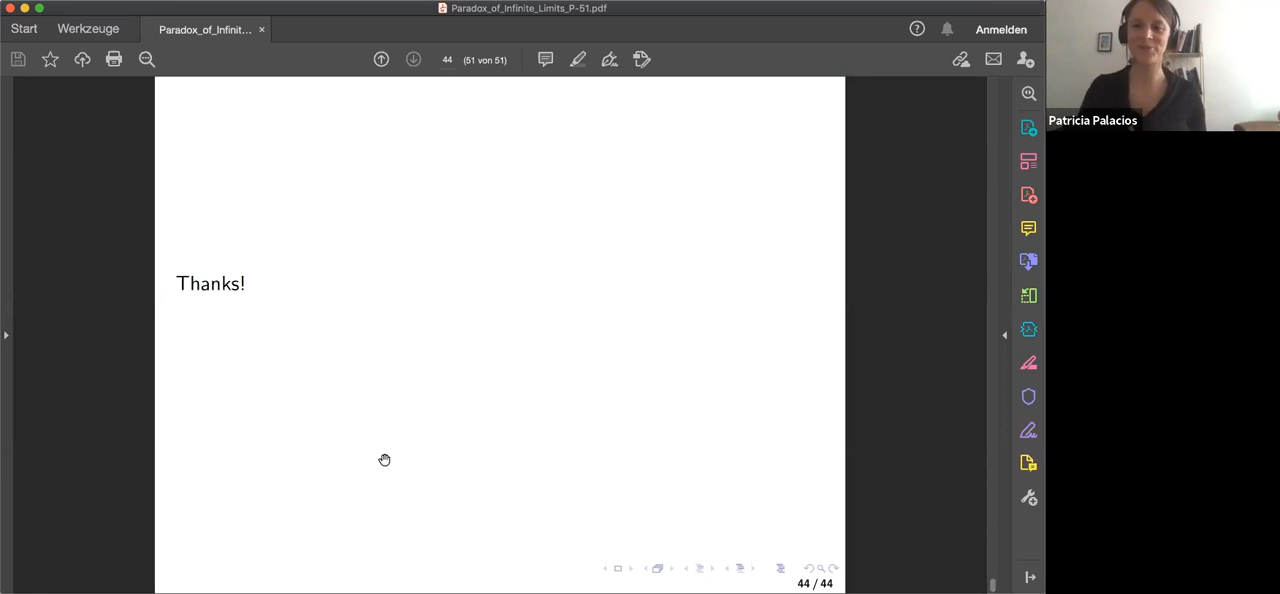 Paradox_of_Infinite_Limits_P-51.pdf
Start
Werkzeuge
Paradox_of_Infinit... ×
Anmelden
44 (51 von 51)
Patricia Palacios
Thanks!
44 / 44